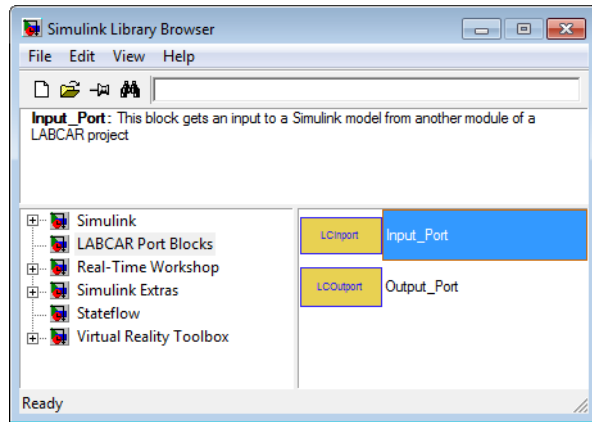 Simulink Library Browser
File Edit View Help
Input_Port: This block gets an input to a Simulink model from another module of a
LABCAR project
Simulink
LABCAR Port Blocks
Real-Time Workshop
Simulink Extras
Stateflow
Virtual Reality Toolbox
LCInport Input_Port
LCOutport Output_Port
Ready